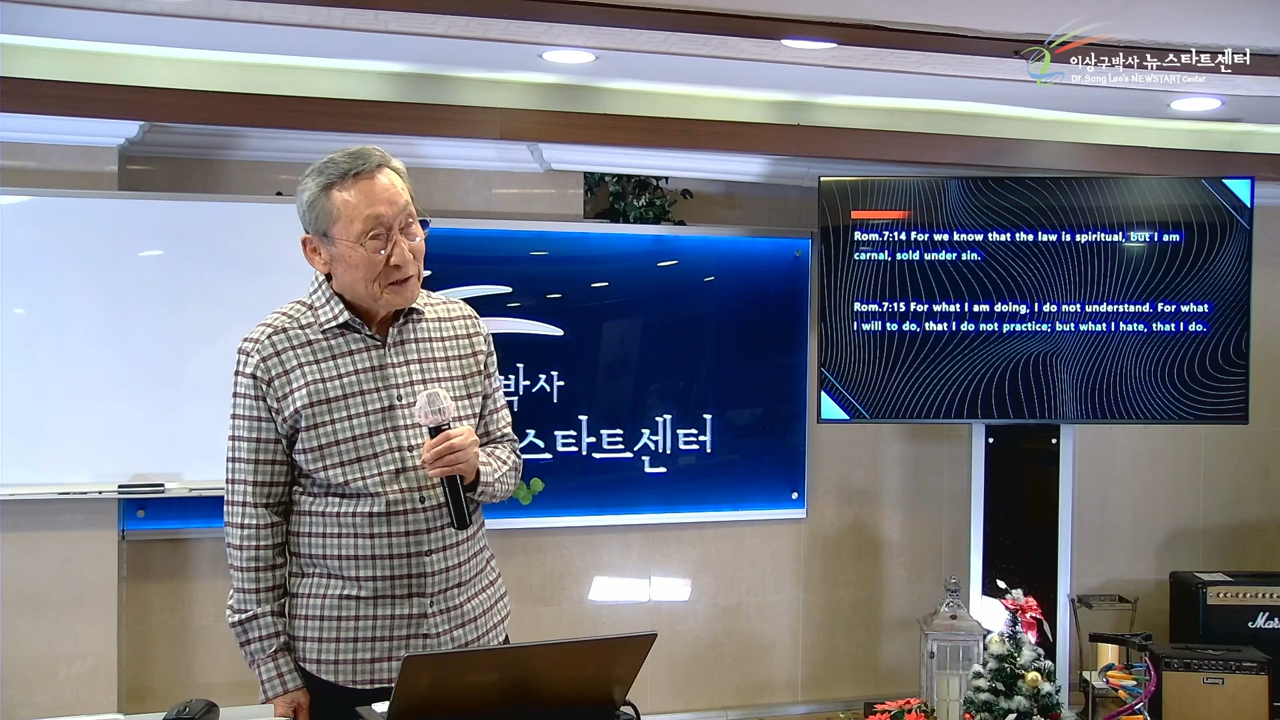 이상구박사 뉴스타트센터
Dr. Sang Lee's NEWSTART Center
Rom.7:14 For we know that the law is spiritual, but I am
carnal, sold under sin.
Rom.7:15 For what I am doing, I do not understand. For what
I will to do, that I do not practice; but what I hate, that I do.
박사
스타트센터
Mar
Laney